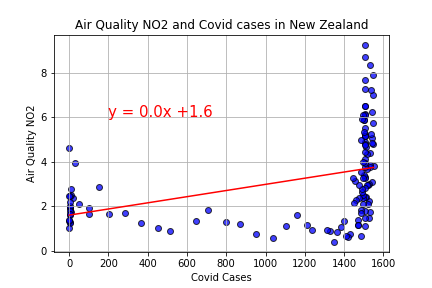 Air Quality NO2 and Covid cases in New Zealand
8
6
4
2
0
Air Quality NO2
y = 0.0x +1.6
0 200 400 600 800 1000 1200 1400 1600
Covid Cases